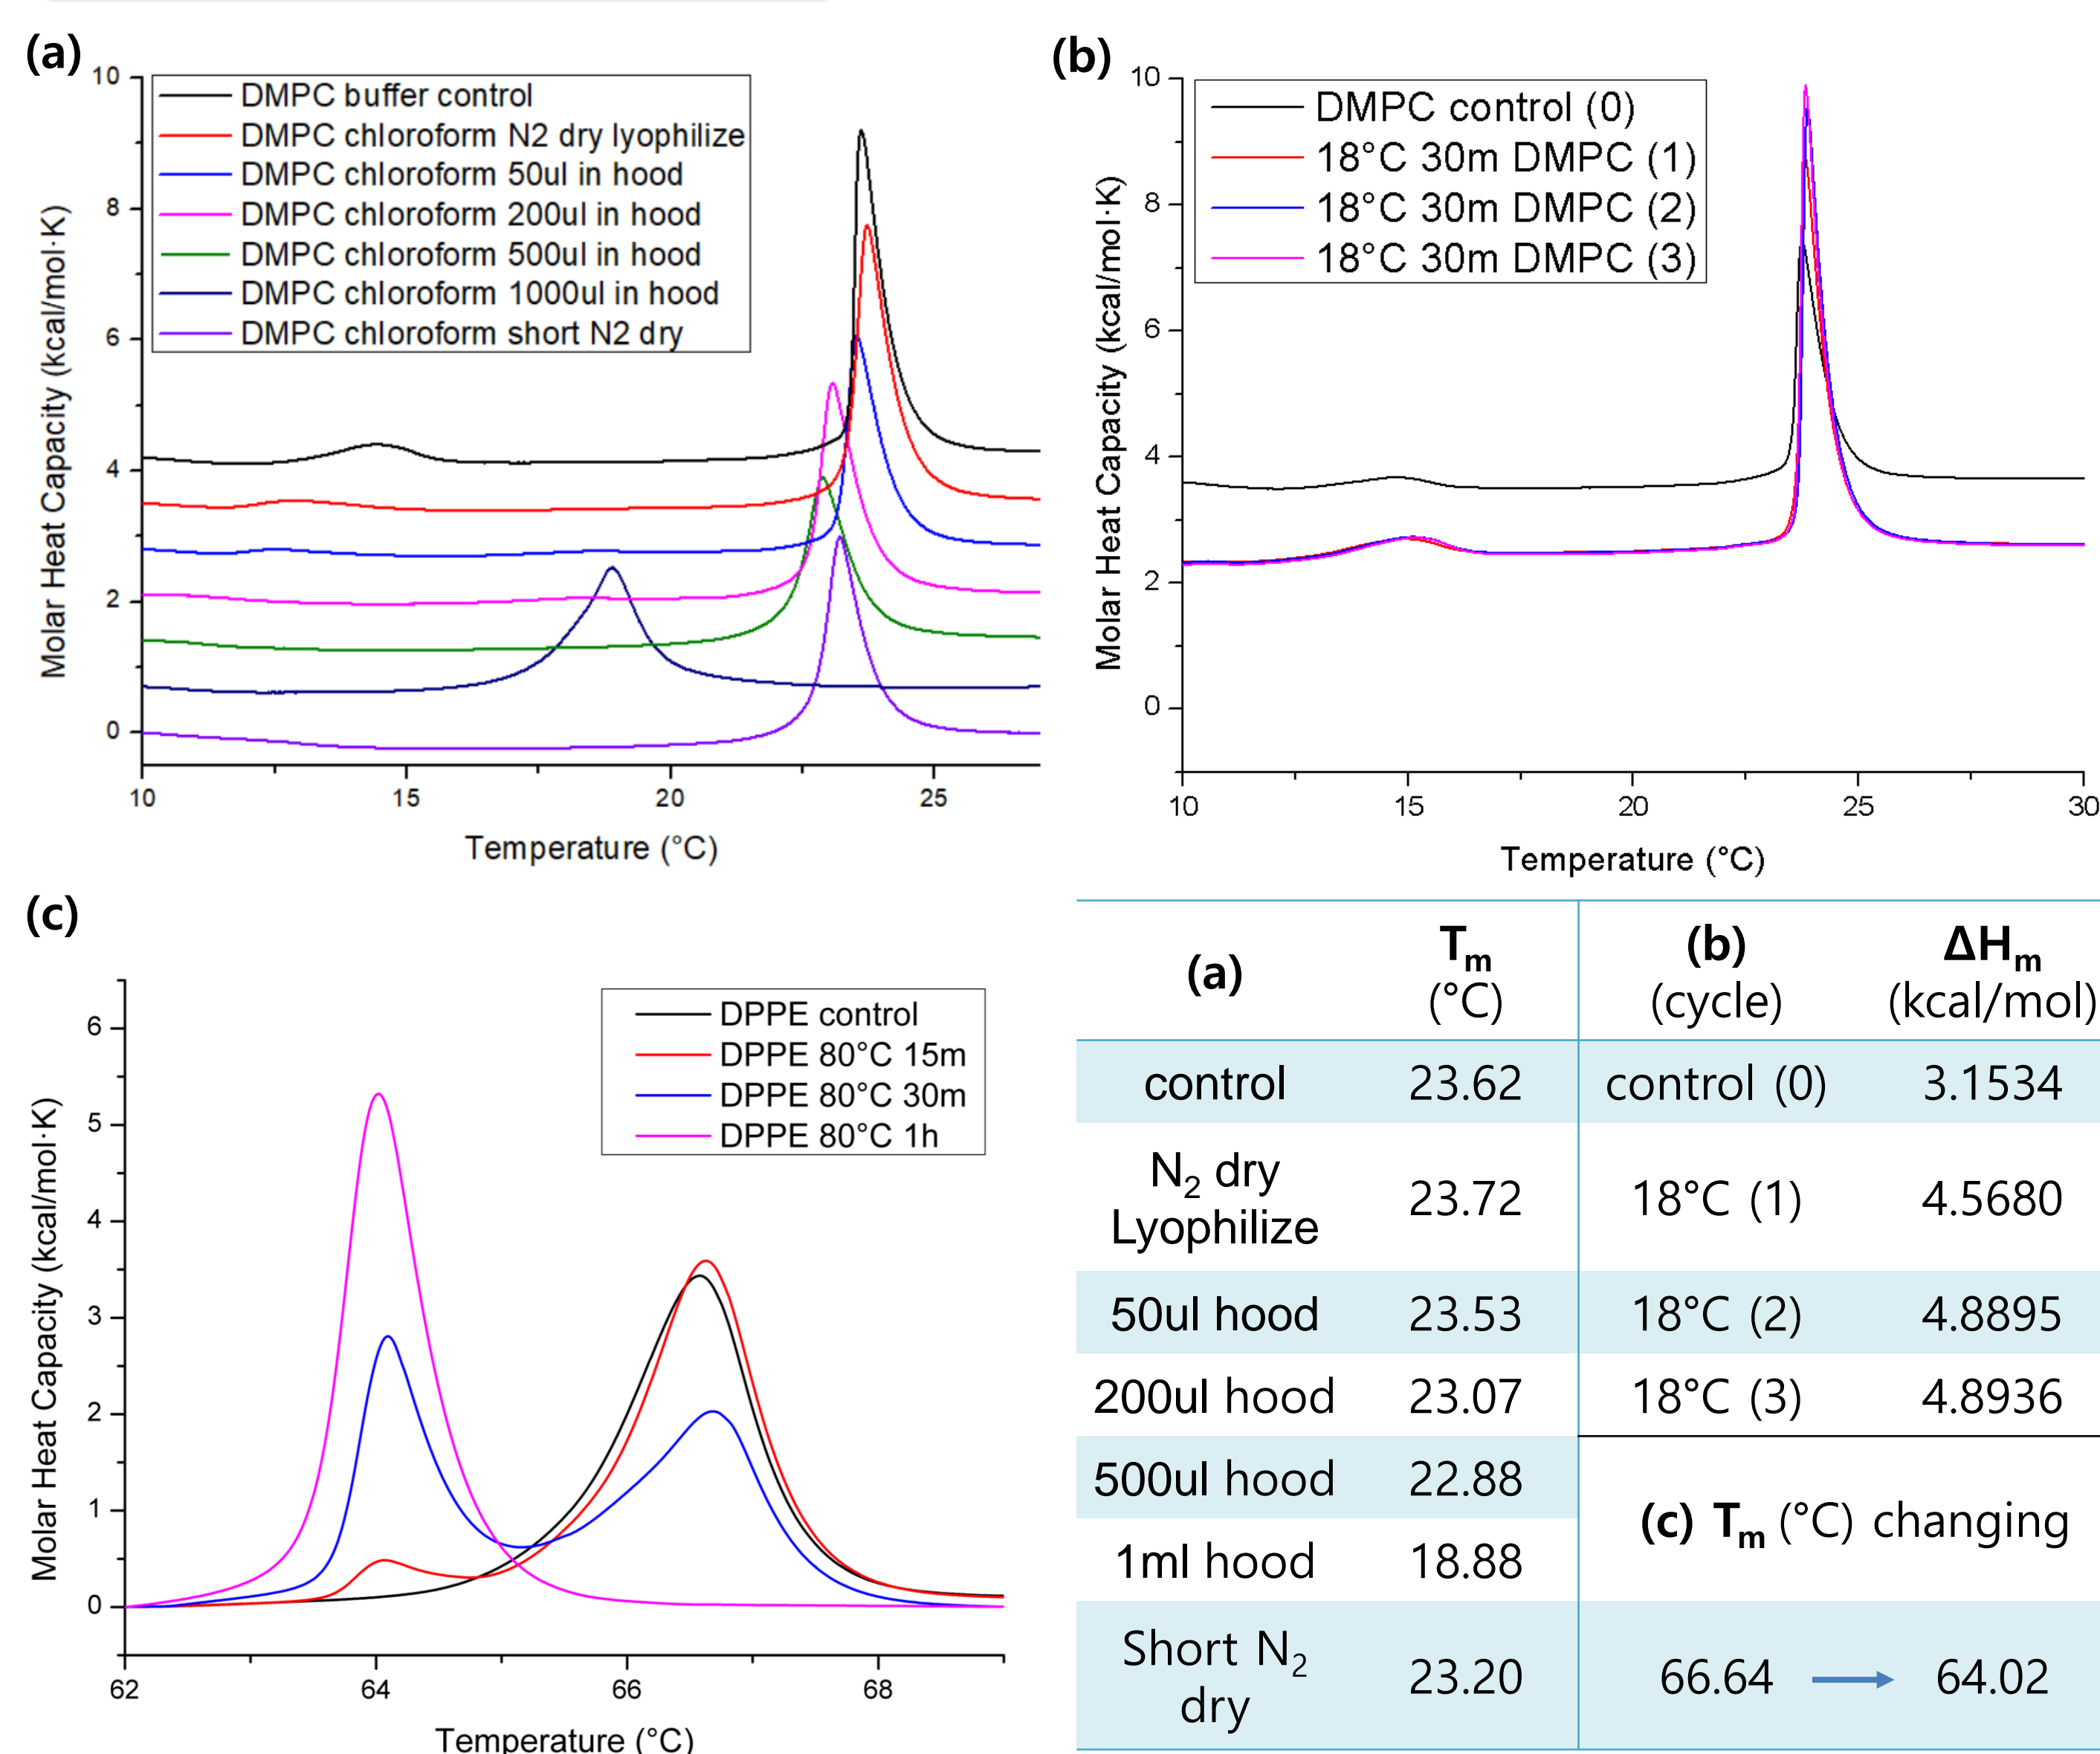 (a)
10
8
6
4
2
0
Molar Heat Capacity (kcal/mol·K)
DMPC buffer control
DMPC chloroform N2 dry lyophilize
DMPC chloroform 50ul in hood
DMPC chloroform 200ul in hood
DMPC chloroform 500ul in hood
DMPC chloroform 1000ul in hood
DMPC chloroform short N2 dry
10 15 20 25
Temperature (°C)
(b)
10
8
6
4
2
0
Molar Heat Capacity (kcal/mol·K)
DMPC control (0)
18°C 30m DMPC (1)
18°C 30m DMPC (2)
18°C 30m DMPC (3)
10 15 20 25 30
Temperature (°C)
(c)
6
5
4
3
2
1
0
Molar Heat Capacity (kcal/mol·K)
DPPE control
DPPE 80°C 15m
DPPE 80°C 30m
DPPE 80°C 1h
62 64 66 68
Temperature (°C)
(a) Tm (°C) (b) (cycle) ΔHm (kcal/mol)
control 23.62 control (0) 3.1534
N2 dry Lyophilize 23.72 18°C (1) 4.5680
50ul hood 23.53 18°C (2) 4.8895
200ul hood 23.07 18°C (3) 4.8936
500ul hood 22.88
1ml hood 18.88
Short N2 dry 23.20
(c) Tm (°C) changing
66.64 → 64.02